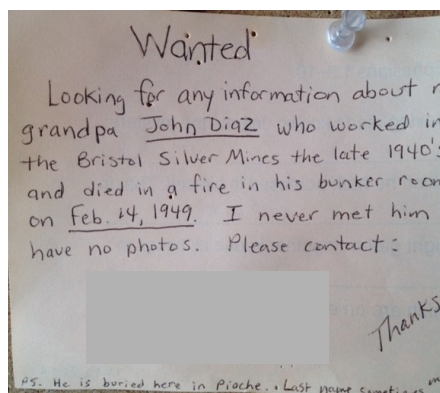 Wanted
Looking for any information about
grandpa John Diaz who worked in
the Bristol Silver Mines the late 1940's
and died in a fire in his bunker room
on Feb. 14, 1949. I never met him
have no photos. Please contact:
Thanks
PS. He is buried here in Pioche.. Last name sometimes